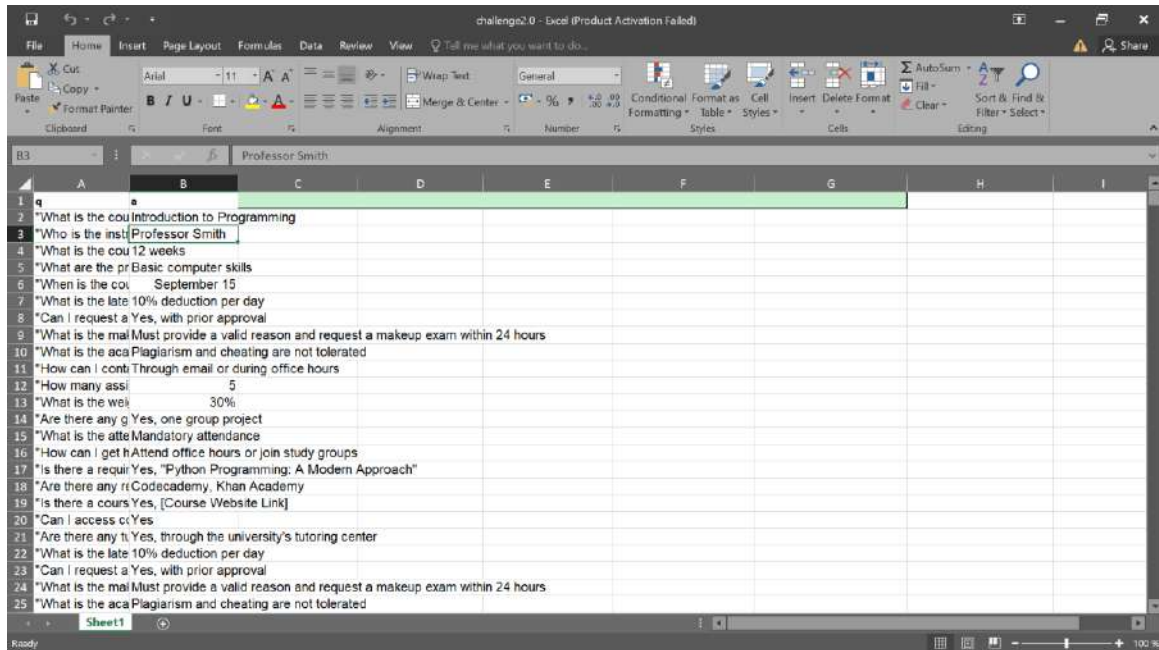 challenge2.0 - Excel (Product Activation Failed)
File Home Insert Page Layout Formulas Data Review View Tell me what you want to do... Share
Cut
Copy
Format Painter
Paste
Arial 11
Wrap Text
Merge & Center
General
Conditional Formatting
Format as Table
Cell Styles
Insert Delete Format
AutoSum
Fill
Clear
Sort & Filter
Find & Select
Clipboard Font Alignment Number Styles Cells Editing
B3 Professor Smith
A B C D E F G H I
1 q a
2 "What is the cou Introduction to Programming
3 "Who is the instr Professor Smith
4 "What is the cou 12 weeks
5 "What are the pr Basic computer skills
6 "When is the cou September 15
7 "What is the late 10% deduction per day
8 "Can I request a Yes, with prior approval
9 "What is the mal Must provide a valid reason and request a makeup exam within 24 hours
10 "What is the aca Plagiarism and cheating are not tolerated
11 "How can I conta Through email or during office hours
12 "How many assi 5
13 "What is the wei 30%
14 "Are there any g Yes, one group project
15 "What is the atte Mandatory attendance
16 "How can I get h Attend office hours or join study groups
17 "Is there a requir Yes, "Python Programming: A Modern Approach"
18 "Are there any re Codecademy, Khan Academy
19 "Is there a cours Yes, [Course Website Link]
20 "Can I access co Yes
21 "Are there any tu Yes, through the university's tutoring center
22 "What is the late 10% deduction per day
23 "Can I request a Yes, with prior approval
24 "What is the mal Must provide a valid reason and request a makeup exam within 24 hours
25 "What is the aca Plagiarism and cheating are not tolerated
Sheet1
Ready 100 %